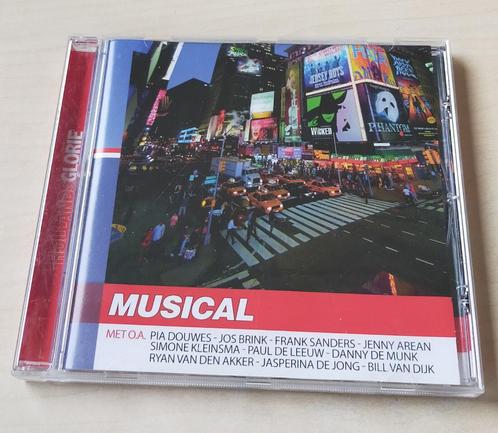 HOLLANDS GLORIE
JERSEY BOYS
WICKED
PHANTOM
MUSICAL
MET O.A. PIA DOUWES - JOS BRINK - FRANK SANDERS - JENNY AREAN
SIMONE KLEINSMA - PAUL DE LEEUW - DANNY DE MUNK
RYAN VAN DEN AKKER - JASPERINA DE JONG - BILL VAN DIJK